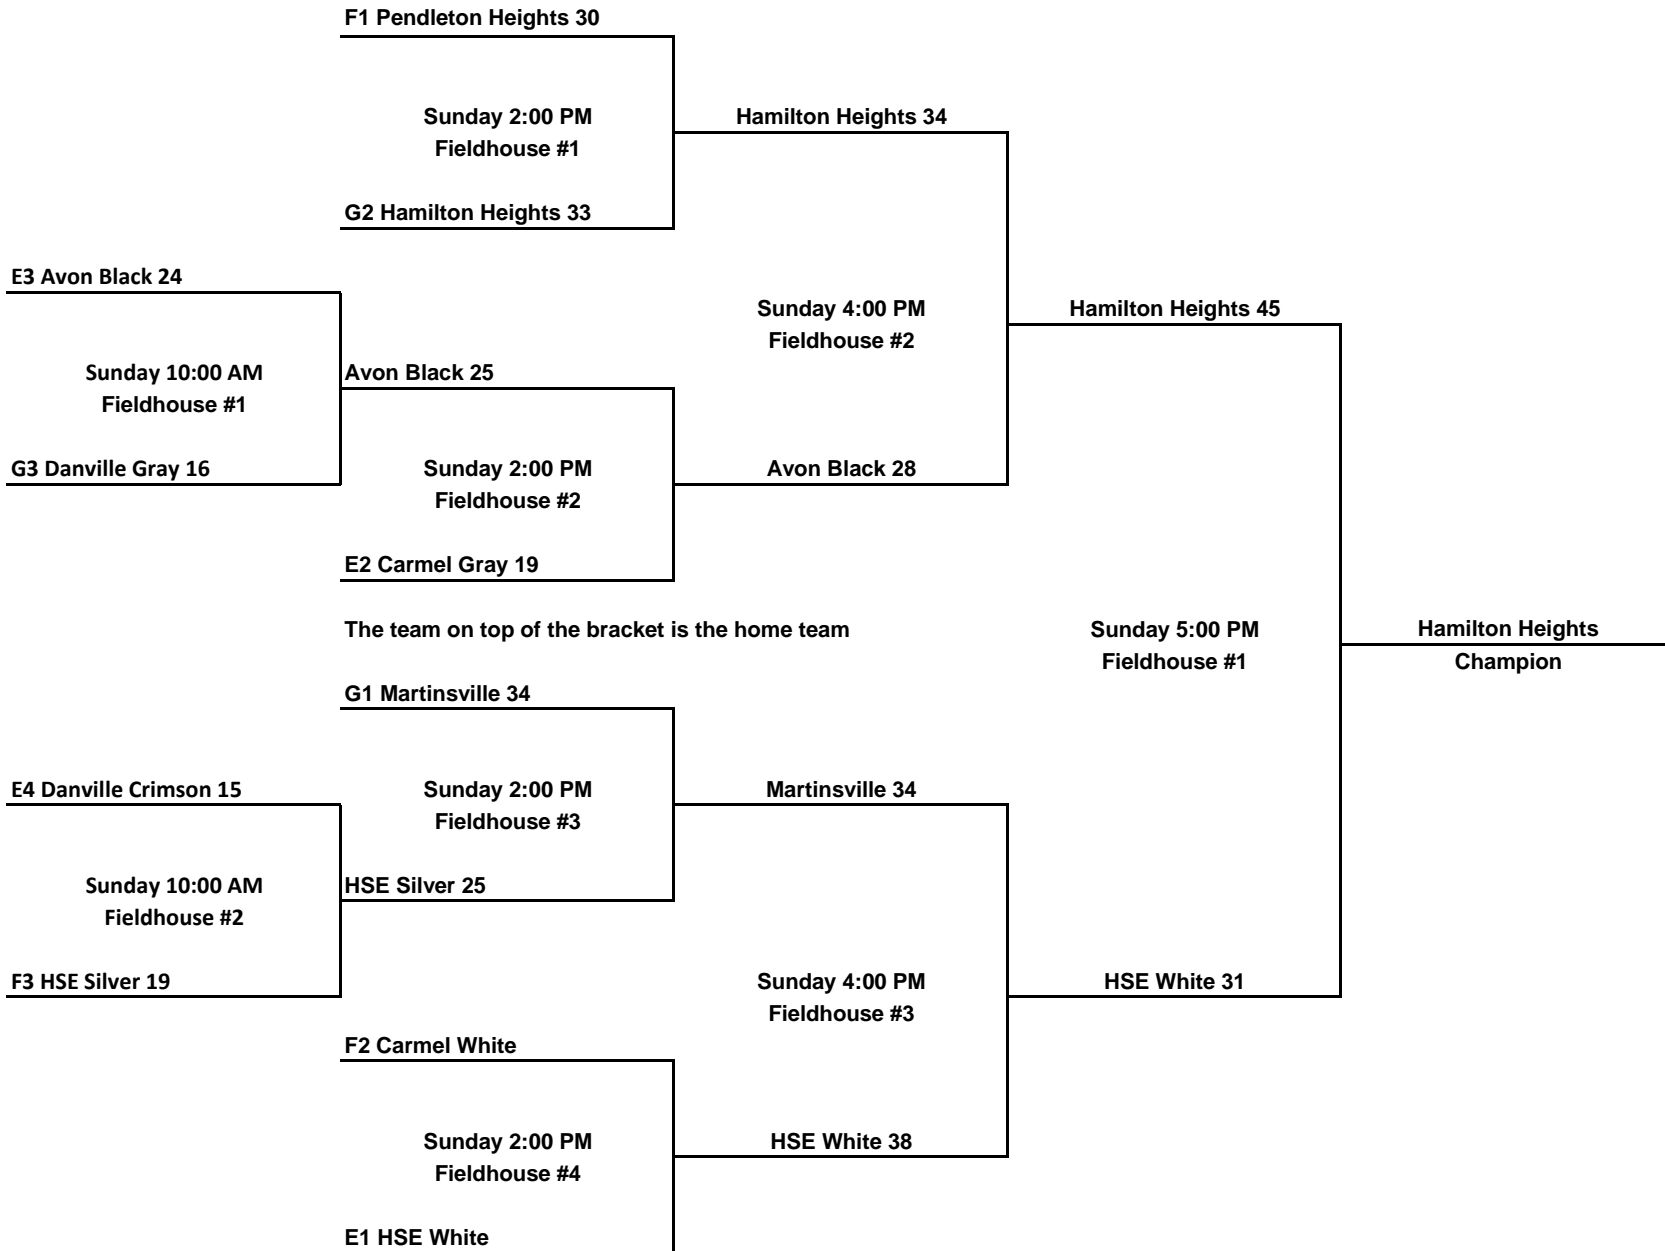 F1 Pendleton Heights 30
Sunday 2:00 PM
Fieldhouse #1
Hamilton Heights 34
G2 Hamilton Heights 33
E3 Avon Black 24
Sunday 4:00 PM
Fieldhouse #2
Hamilton Heights 45
Sunday 10:00 AM
Fieldhouse #1
Avon Black 25
G3 Danville Gray 16
Sunday 2:00 PM
Fieldhouse #2
Avon Black 28
E2 Carmel Gray 19
The team on top of the bracket is the home team
Sunday 5:00 PM
Fieldhouse #1
Hamilton Heights
Champion
G1 Martinsville 34
E4 Danville Crimson 15
Sunday 2:00 PM
Fieldhouse #3
Martinsville 34
Sunday 10:00 AM
Fieldhouse #2
HSE Silver 25
F3 HSE Silver 19
Sunday 4:00 PM
Fieldhouse #3
HSE White 31
F2 Carmel White
Sunday 2:00 PM
Fieldhouse #4
HSE White 38
E1 HSE White